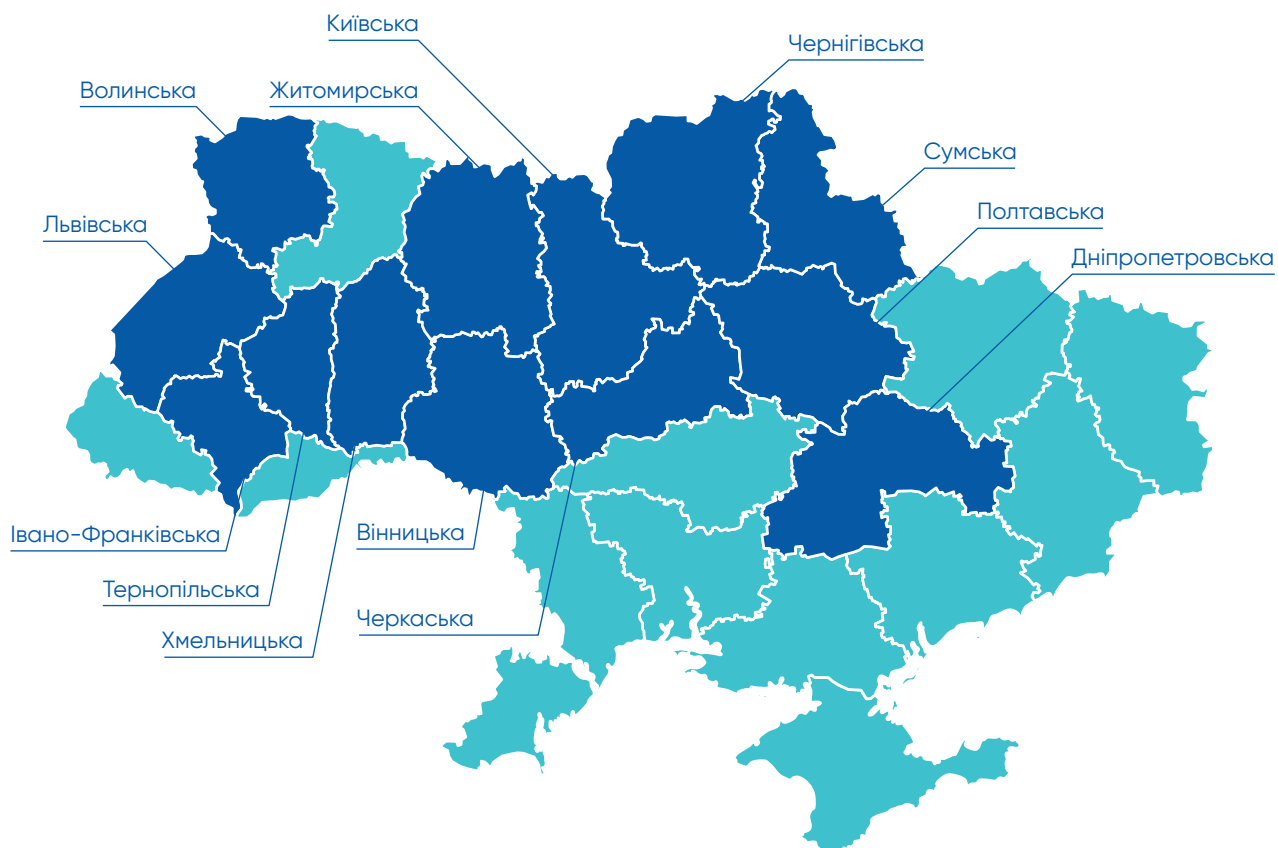 Київська
Чернігівська
Волинська
Житомирська
Сумська
Львівська
Полтавська
Дніпропетровська
Івано-Франківська
Вінницька
Тернопільська
Черкаська
Хмельницька